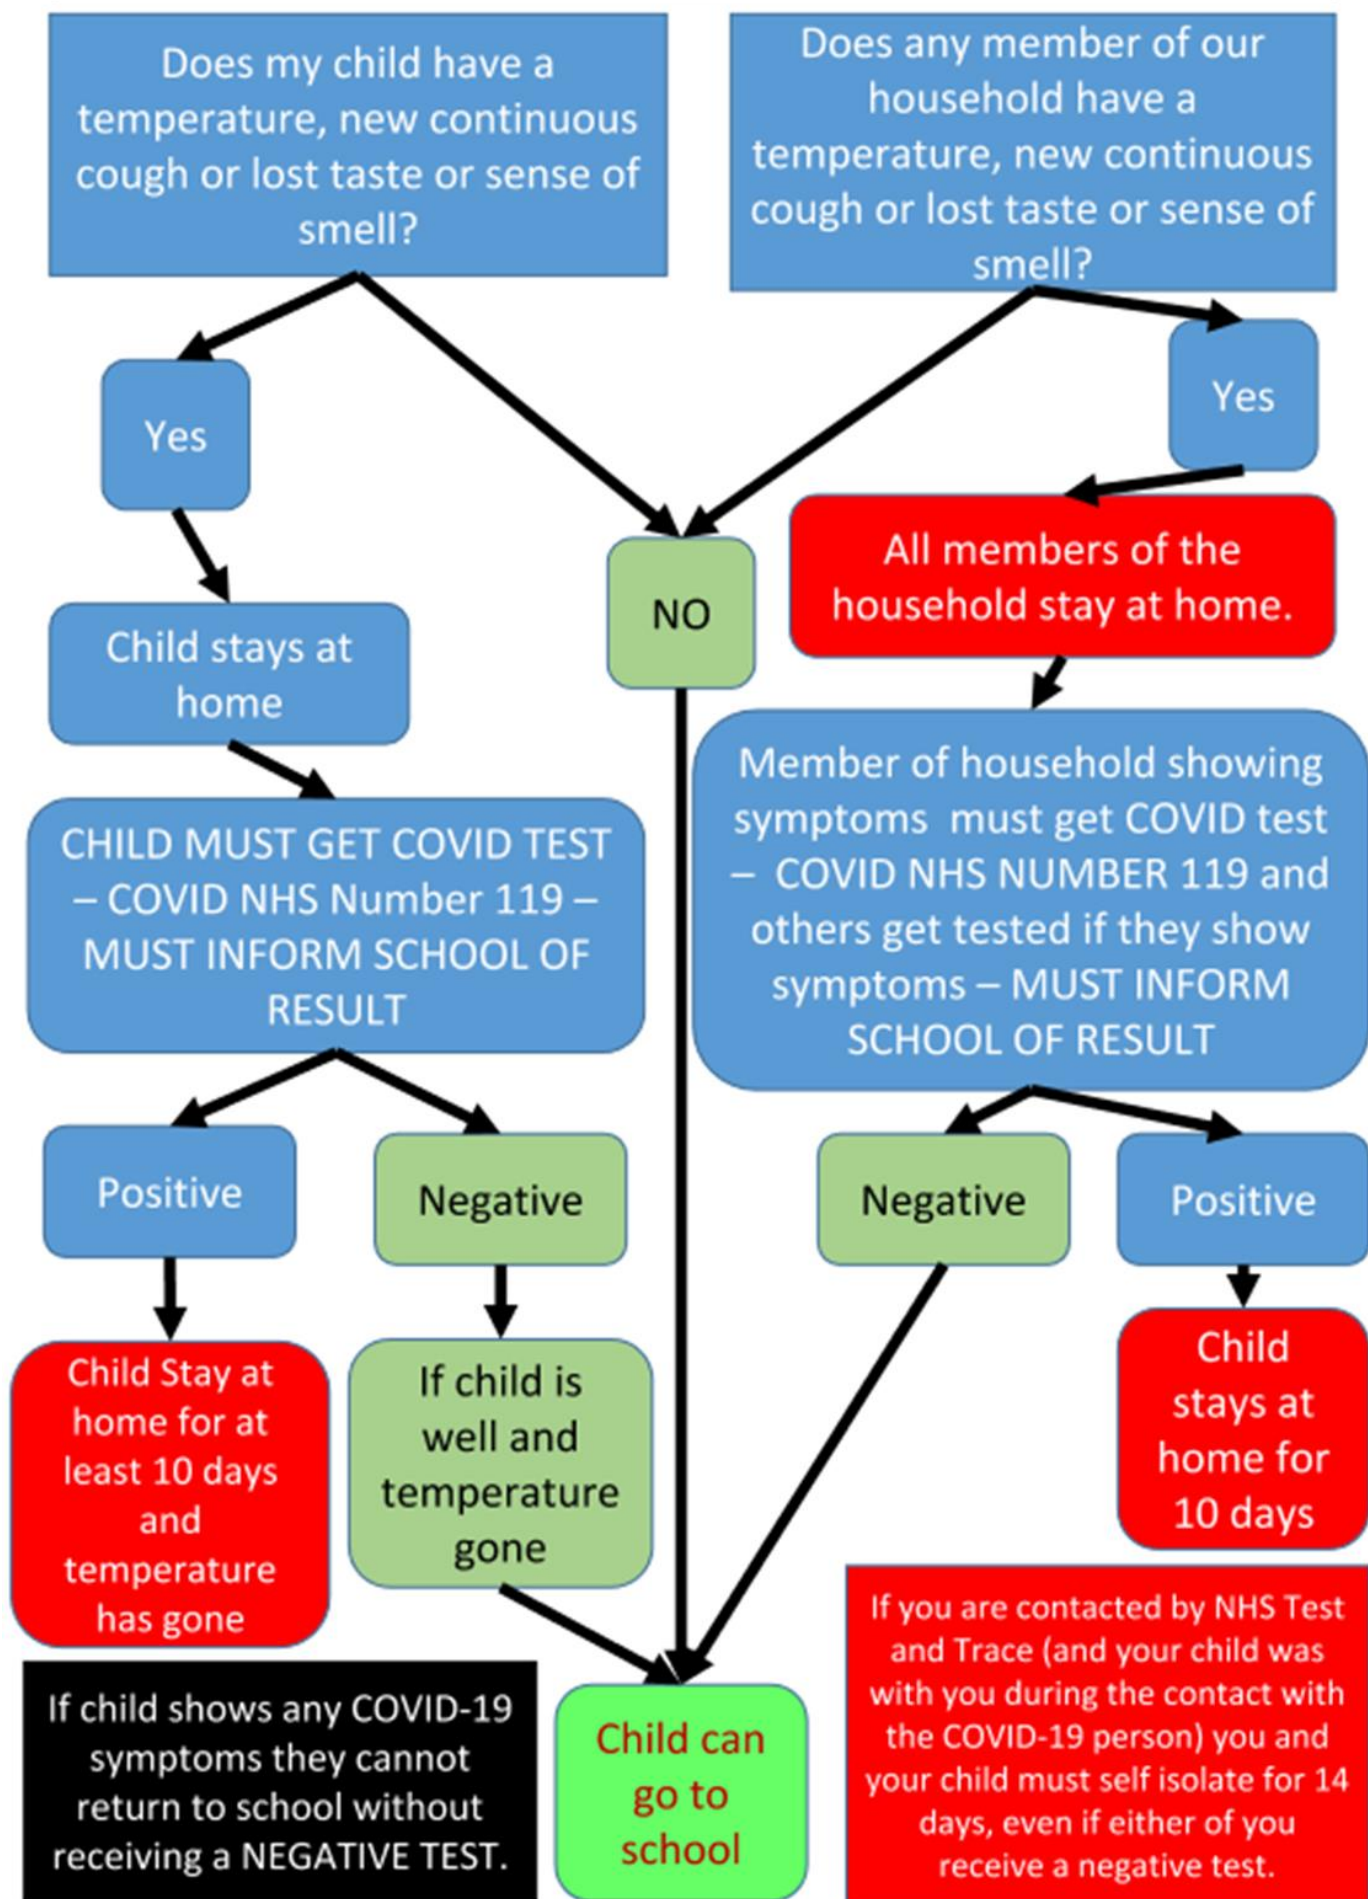 Does my child have a
temperature, new continuous
cough or lost taste or sense of
smell?
Does any member of our
household have a
temperature, new continuous
cough or lost taste or sense of
smell?
Yes
Yes
NO
All members of the
household stay at home.
Child stays at
home
CHILD MUST GET COVID TEST
– COVID NHS Number 119 –
MUST INFORM SCHOOL OF
RESULT
Member of household showing
symptoms  must get COVID test
–  COVID NHS NUMBER 119 and
others get tested if they show
symptoms – MUST INFORM
SCHOOL OF RESULT
Positive
Negative
Negative
Positive
Child Stay at
home for at
least 10 days
and
temperature
has gone
If child is
well and
temperature
gone
Child
stays at
home for
10 days
If child shows any COVID-19
symptoms they cannot
return to school without
receiving a NEGATIVE TEST.
Child can
go to
school
If you are contacted by NHS Test
and Trace (and your child was
with you during the contact with
the COVID-19 person) you and
your child must self isolate for 14
days, even if either of you
receive a negative test.